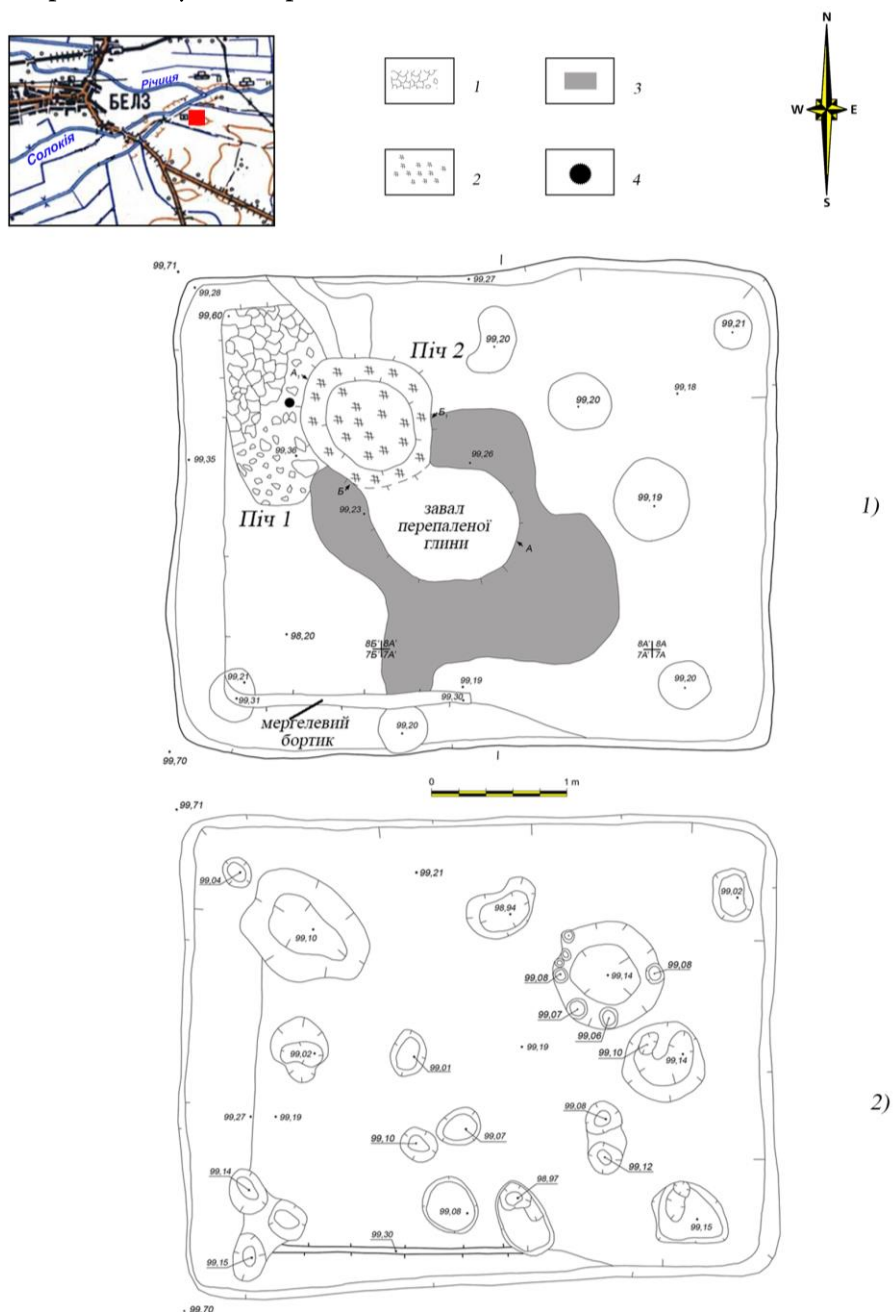 Річиця
БЕЛЗ
Солокія
1
3
2
4
N
W
E
S
99,71
99,28
99,27
99,60
99,20
99,21
Піч 2
А₁
99,18
99,20
Б₁
99,35
99,36
99,26
99,19
1)
Б
Піч 1
99,23
завал
перепаленої
глини
А
98,20
8Б' 8А'
7Б' 7А'
8А' 8А
7А' 7А
99,21
99,19
99,20
99,31
99,30
мергелевий
бортик
99,20
I
I
99,70
0
1 m
99,71
99,04
99,21
99,02
98,94
99,10
99,08
99,14
99,08
99,07
99,06
99,19
99,10
99,14
99,02
99,01
2)
99,27
99,19
99,08
99,10
99,07
99,12
99,14
98,97
99,08
99,15
99,30
99,15
99,70